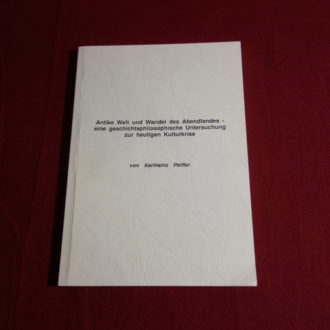 Antike Welt und Wandel des Abendlandes -
eine geschichtsphilosophische Untersuchung
zur heutigen Kulturkrise
von Karlheinz Peiffer